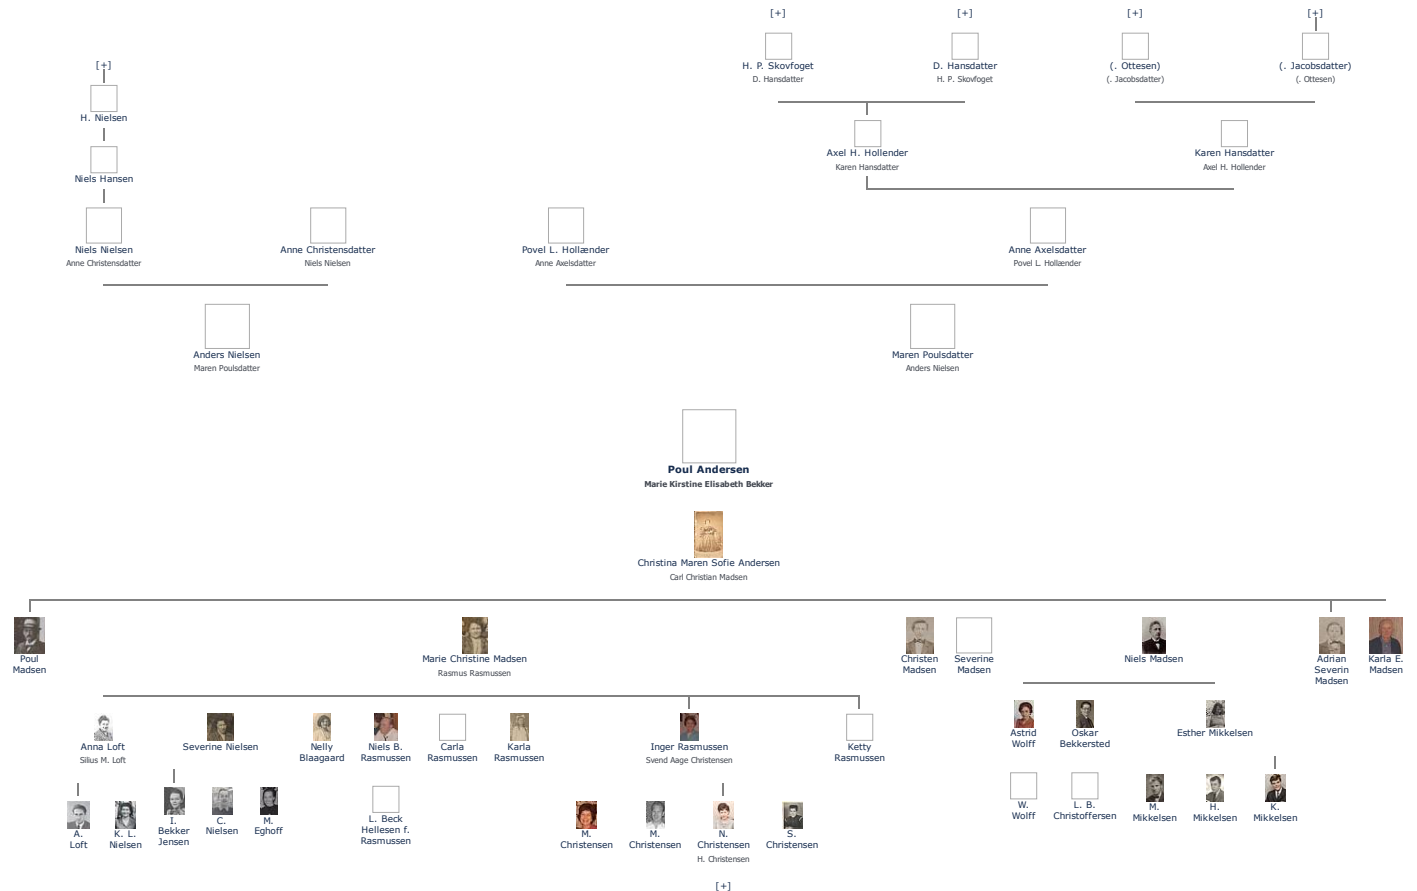 [+] [+] [+] [+]
H. P. Skovfoget D. Hansdatter (. Ottesen) (. Jacobsdatter)
D. Hansdatter H. P. Skovfoget (. Jacobsdatter) (. Ottesen)
[+]
H. Nielsen
Axel H. Hollender Karen Hansdatter
Karen Hansdatter Axel H. Hollender
Niels Hansen
Niels Nielsen Anne Christensdatter Povel L. Hollænder Anne Axelsdatter
Anne Christensdatter Niels Nielsen Anne Axelsdatter Povel L. Hollænder
Anders Nielsen Maren Poulsdatter
Maren Poulsdatter Anders Nielsen
Poul Andersen
Marie Kirstine Elisabeth Bekker
Christina Maren Sofie Andersen
Carl Christian Madsen
Poul Marie Christine Madsen Christen Severine Niels Madsen Adrian Karla E.
Madsen Rasmus Rasmussen Madsen Madsen Severin Madsen
Madsen
Anna Loft Severine Nielsen Nelly Niels B. Carla Karla Inger Rasmussen Ketty
Silius M. Loft Blaagaard Rasmussen Rasmussen Rasmussen Svend Aage Christensen Rasmussen
Astrid Oskar Esther Mikkelsen
Wolff Bekkersted
W. L. B. M. H. K.
Wolff Christoffersen Mikkelsen Mikkelsen Mikkelsen
A. K. L. I. C. M. L. Beck M. M. N. S.
Loft Nielsen Bekker Nielsen Eghoff Hellesen f. Christensen Christensen Christensen Christensen
Jensen Rasmussen H. Christensen
[+]